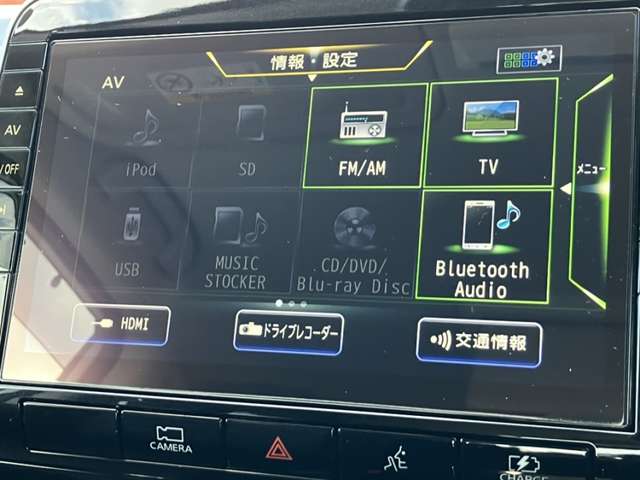 情報・設定
AV
iPod
SD
FM/AM
TV
メニュー
USB
MUSIC
STOCKER
CD/DVD/
Blu-ray Disc
Bluetooth
Audio
HDMI
ドライブレコーダー
交通情報
AV
/OFF
CAMERA
CHARGE